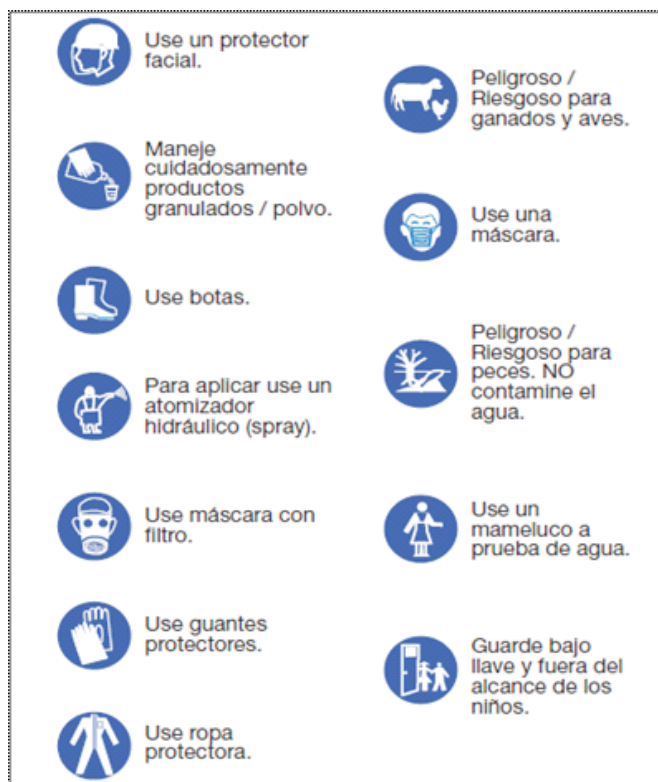 Use un protector
facial.
Maneje
cuidadosamente
productos
granulados / polvo.
Use botas.
Para aplicar use un
atomizador
hidráulico (spray).
Use máscara con
filtro.
Use guantes
protectores.
Use ropa
protectora.
Peligroso /
Riesgoso para
ganados y aves.
Use una
máscara.
Peligroso /
Riesgoso para
peces. NO
contamine el
agua.
Use un
mameluco a
prueba de agua.
Guarde bajo
llave y fuera del
alcance de los
niños.